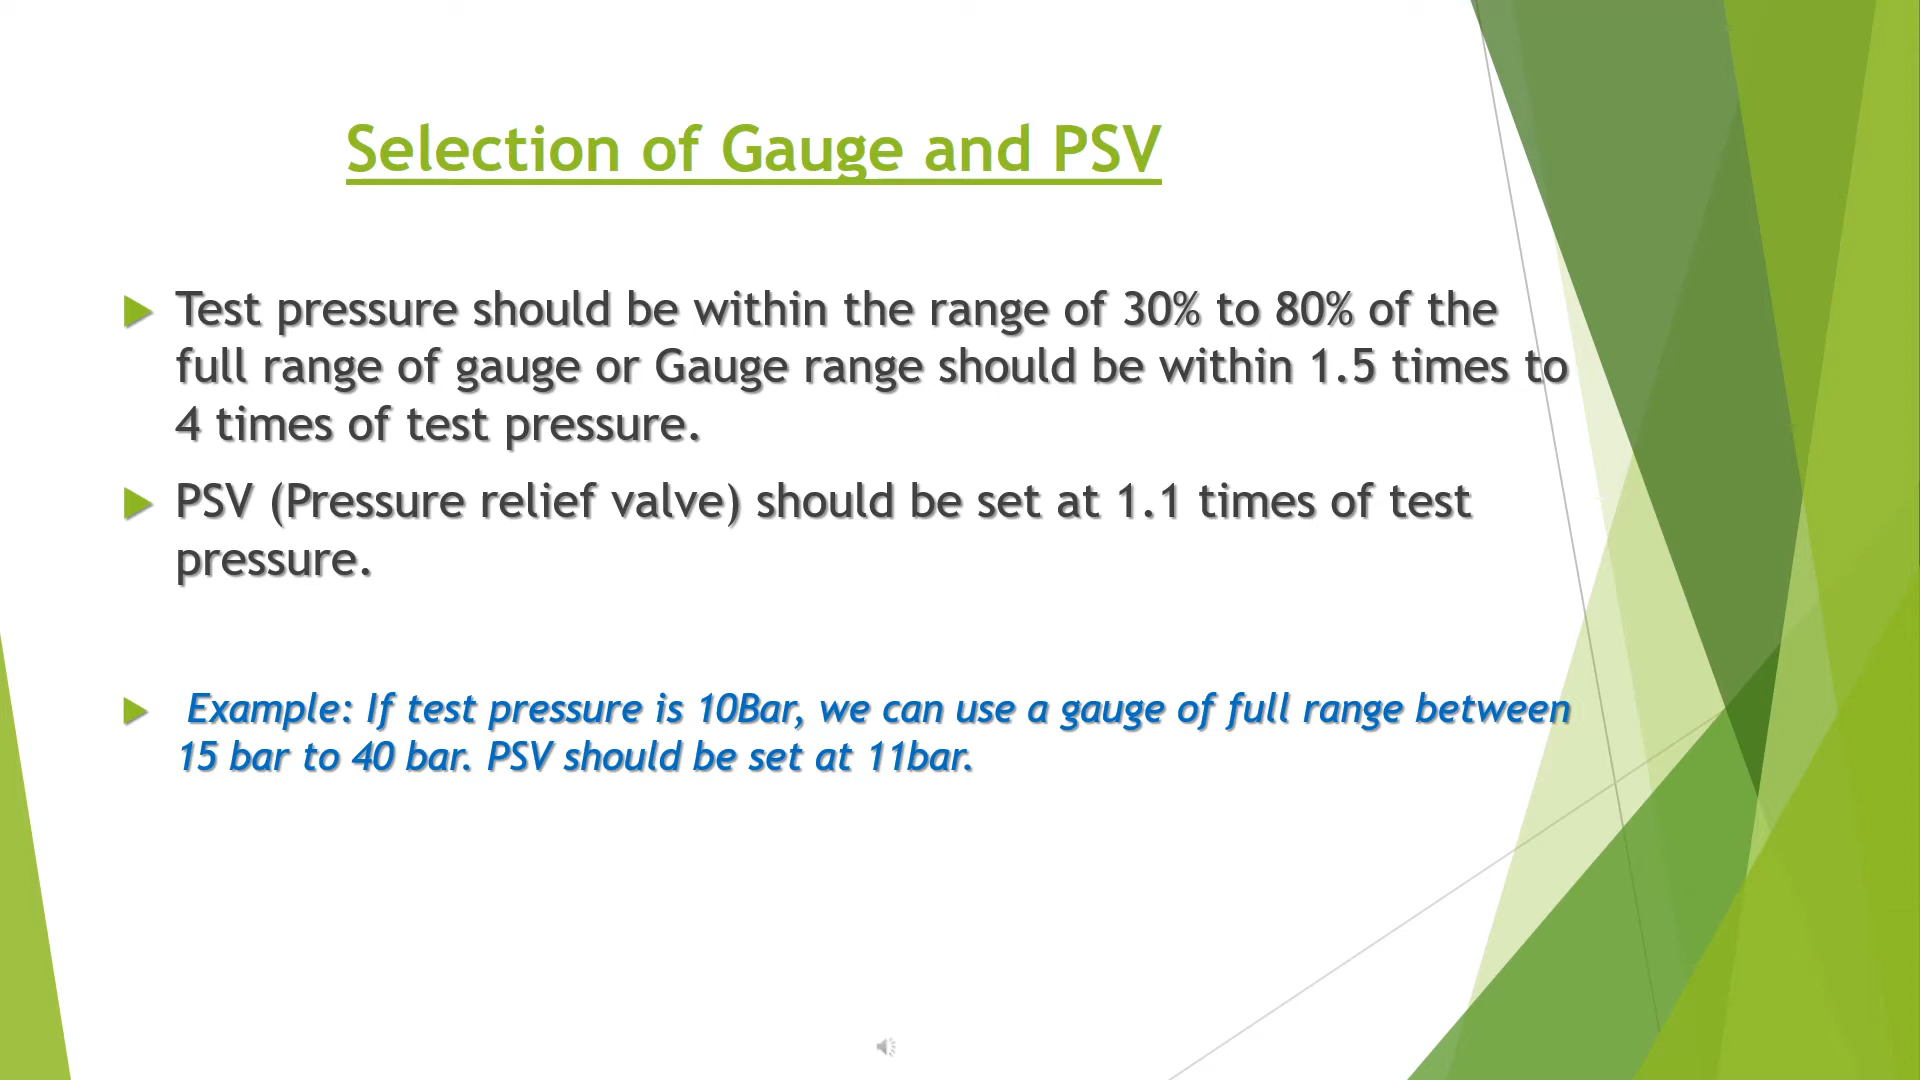 Selection of Gauge and PSV
Test pressure should be within the range of 30% to 80% of the
full range of gauge or Gauge range should be within 1.5 times to
4 times of test pressure.
PSV (Pressure relief valve) should be set at 1.1 times of test
pressure.
Example: If test pressure is 10Bar, we can use a gauge of full range between
15 bar to 40 bar. PSV should be set at 11bar.